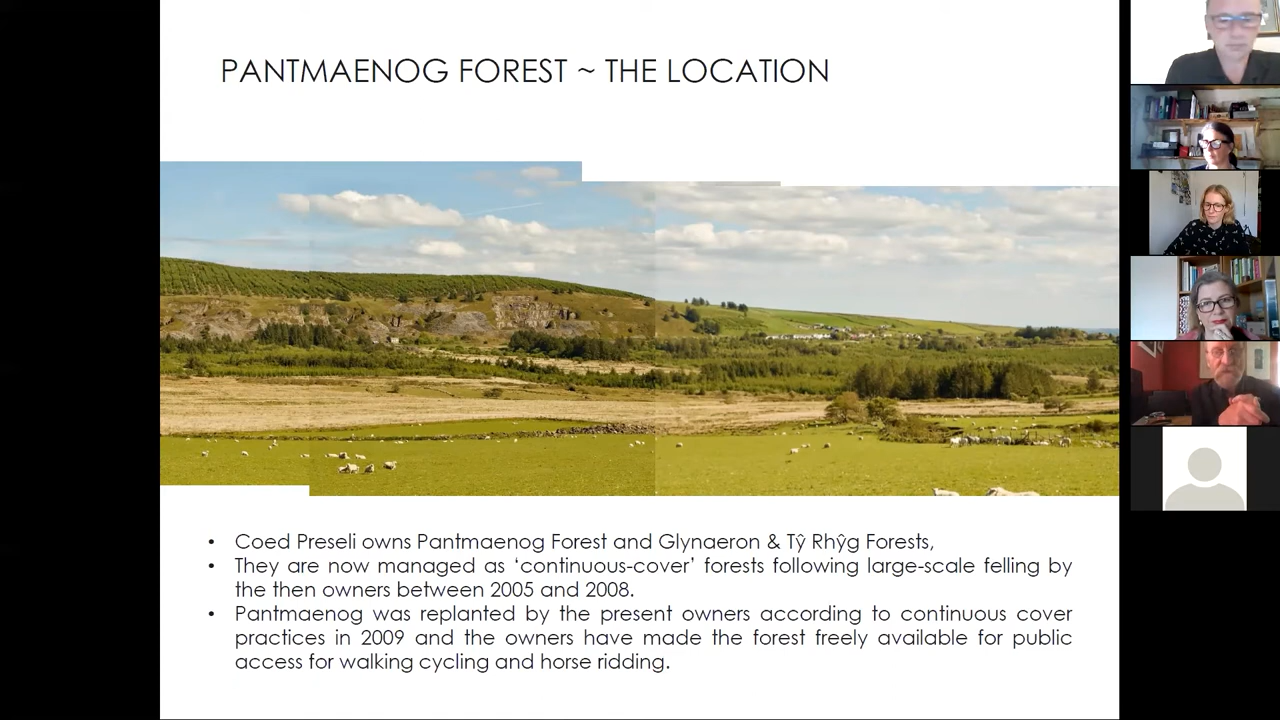 PANTMAENOG FOREST ~ THE LOCATION
• Coed Preseli owns Pantmaenog Forest and Glynaeron & Tŷ Rhŷg Forests,
• They are now managed as ‘continuous-cover’ forests following large-scale felling by
the then owners between 2005 and 2008.
• Pantmaenog was replanted by the present owners according to continuous cover
practices in 2009 and the owners have made the forest freely available for public
access for walking cycling and horse ridding.